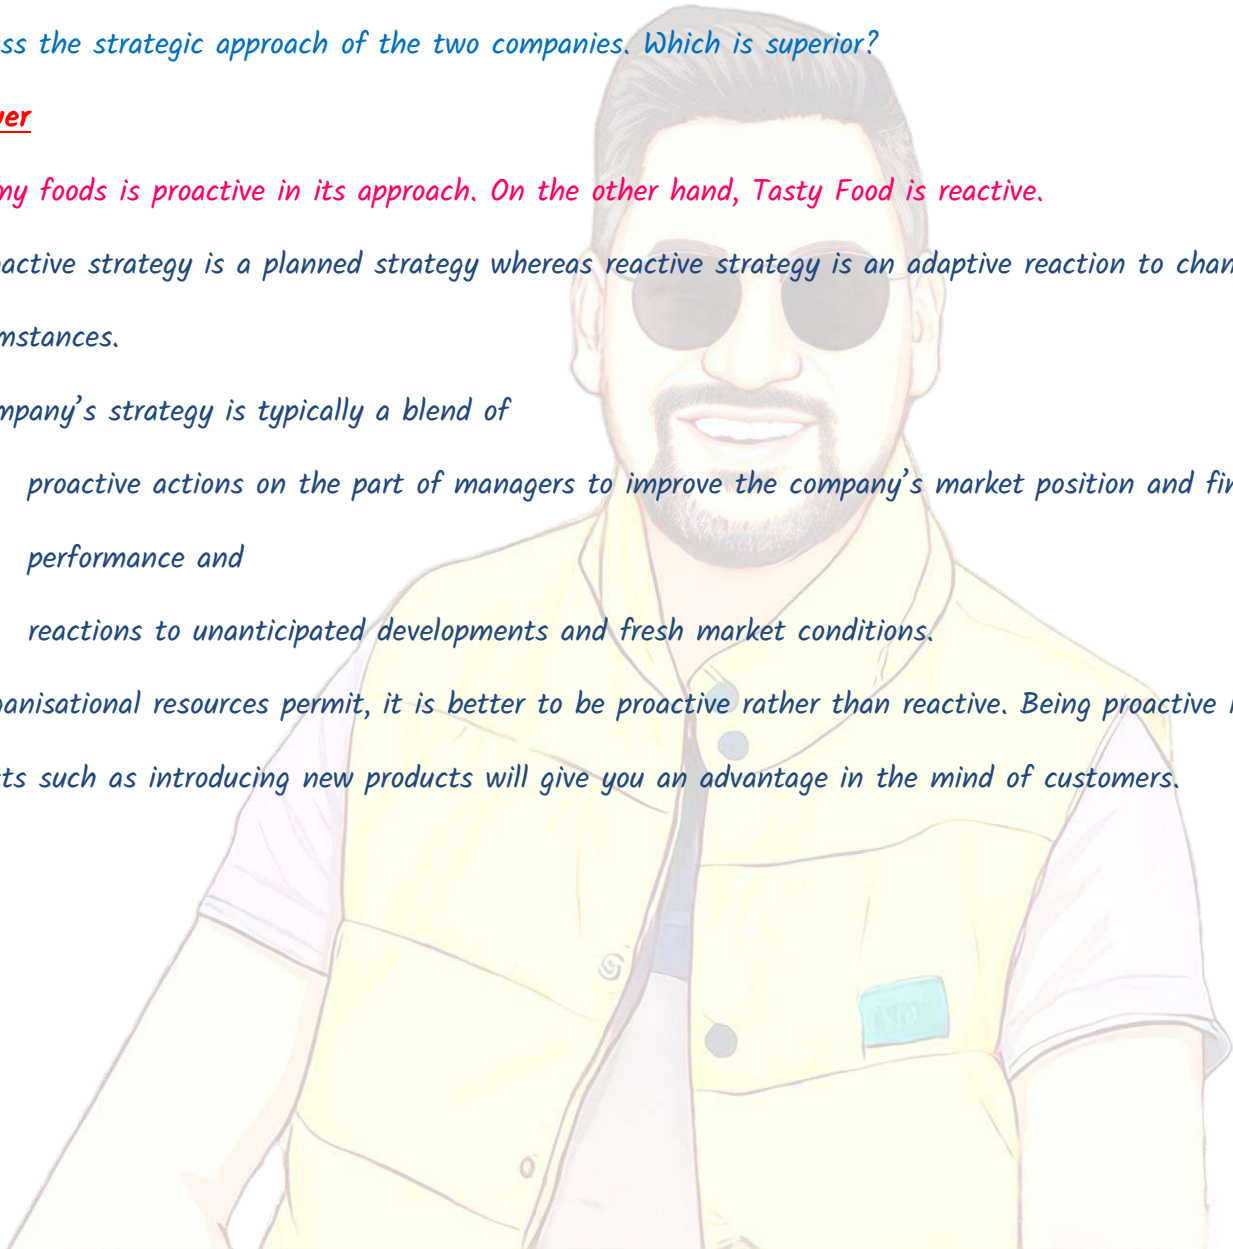 ss the strategic approach of the two companies. Which is superior?
ver
my foods is proactive in its approach. On the other hand, Tasty Food is reactive.
active strategy is a planned strategy whereas reactive strategy is an adaptive reaction to chan
mstances.
mpany's strategy is typically a blend of
proactive actions on the part of managers to improve the company's market position and fin
performance and
reactions to unanticipated developments and fresh market conditions.
anisational resources permit, it is better to be proactive rather than reactive. Being proactive
cts such as introducing new products will give you an advantage in the mind of customers.